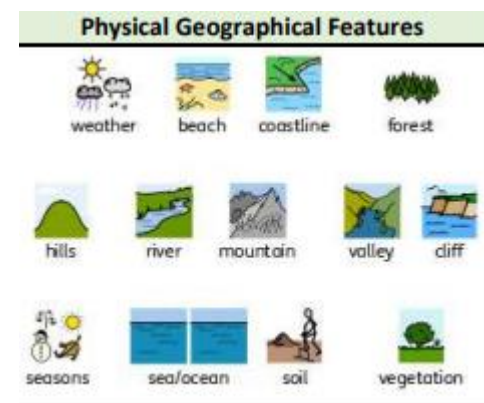 Physical Geographical Features
weather beach coastline forest
hills river mountain valley cliff
seasons sea/ocean soil vegetation